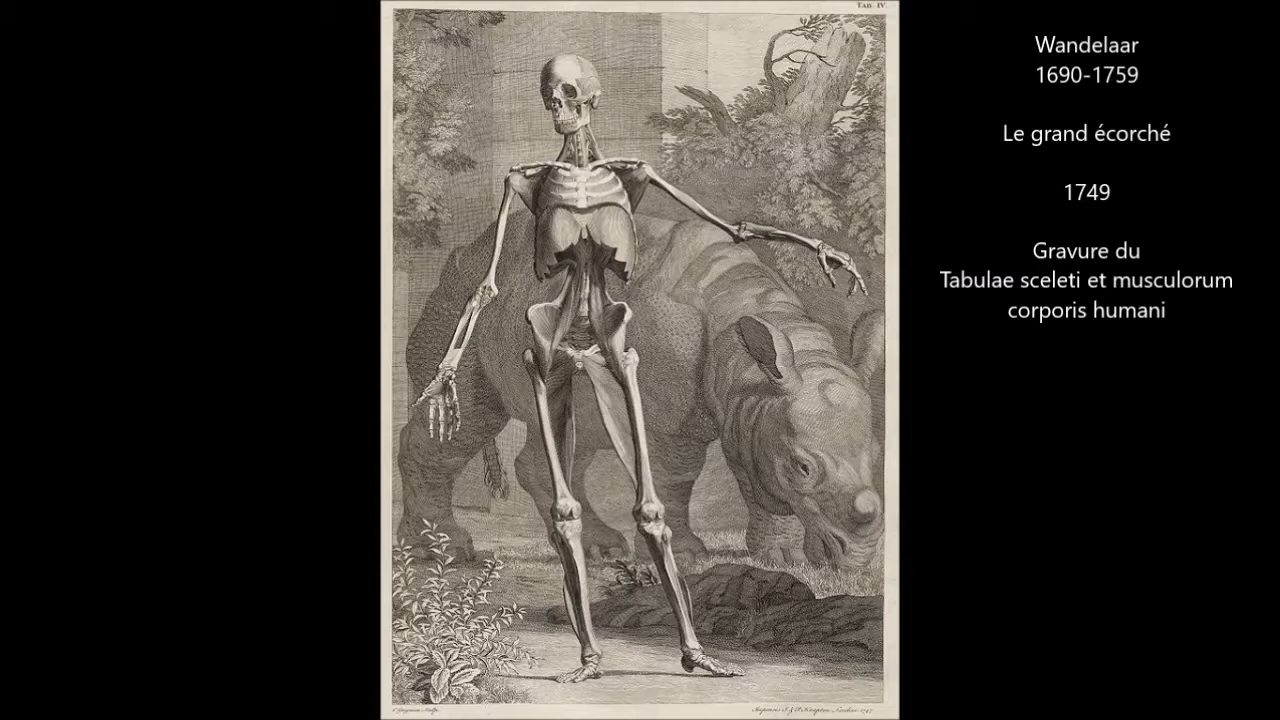 TAB. IV.
Wandelaar
1690-1759
Le grand écorché
1749
Gravure du
Tabulae sceleti et musculorum
corporis humani